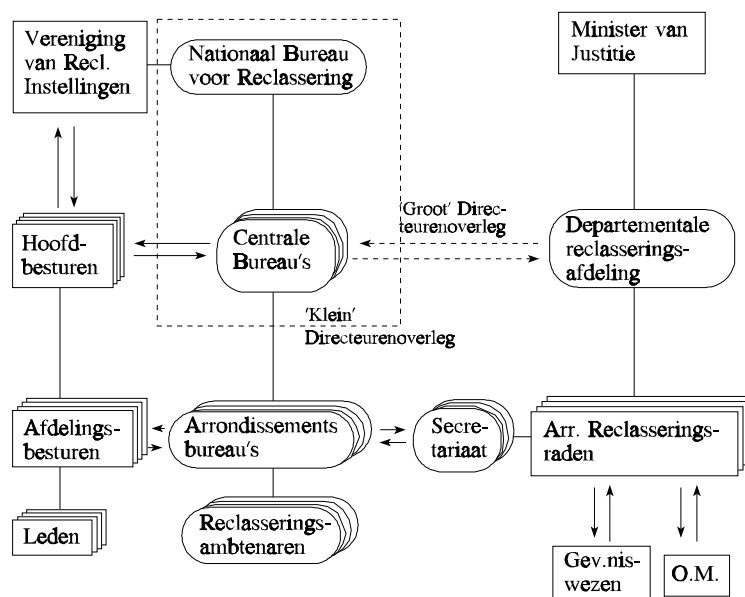 Vereniging
van Recl.
Instellingen
Nationaal Bureau
voor Reclassering
Minister van
Justitie
Hoofd-
besturen
Centrale
Bureau's
'Groot' Direc-
teurenoverleg
Departementale
reclasserings-
afdeling
'Klein'
Directeurenoverleg
Afdelings-
besturen
Arrondissements
bureau's
Secre-
tariaat
Arr. Reclasserings-
raden
Leden
Reclasserings-
ambtenaren
Gev.nis-
wezen
O.M.